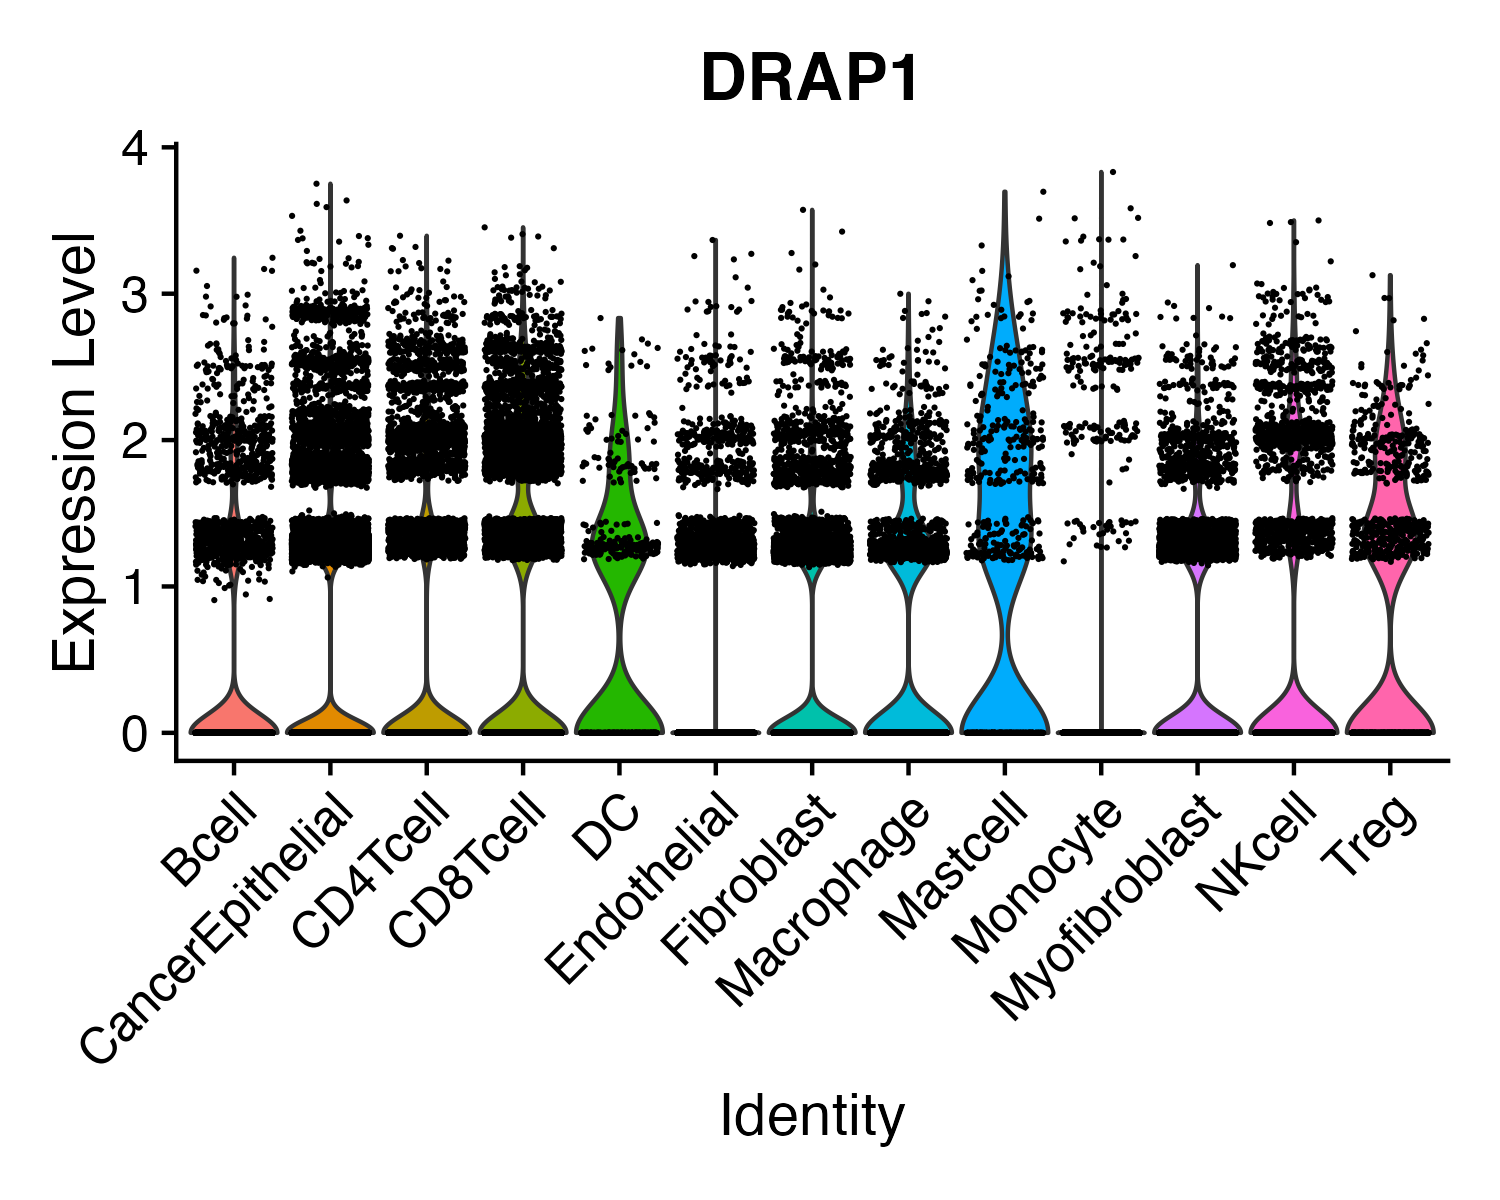 DRAP1
Expression Level
4
3
2
1
0
Bcell
CancerEpithelial
CD4Tcell
CD8Tcell
DC
Endothelial
Fibroblast
Macrophage
Mastcell
Monocyte
Myofibroblast
NKcell
Treg
Identity